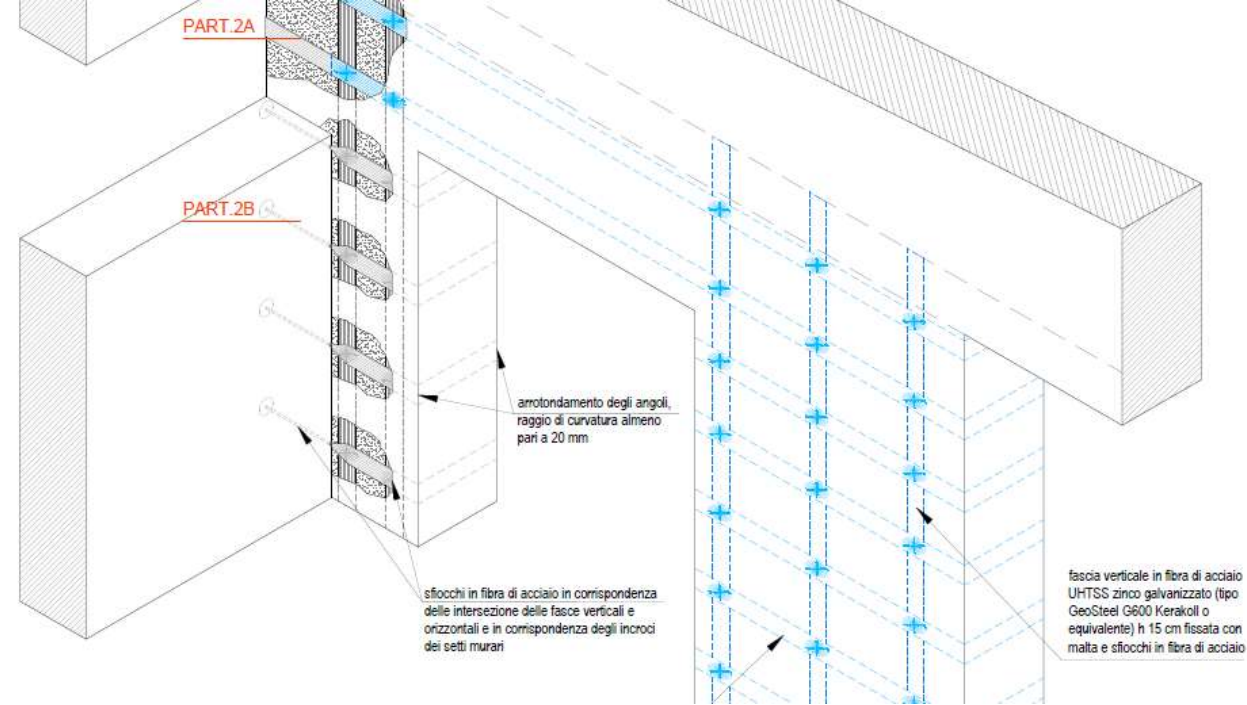 PART.2A
PART.2B
arrotondamento degli angoli,
raggio di curvatura almeno
pari a 20 mm
sfiocchi in fibra di acciaio in corrispondenza
delle intersezione delle fasce verticali e
orizzontali e in corrispondenza degli incroci
dei setti murari
fascia verticale in fibra di acciaio
UHTSS zinco galvanizzato (tipo
GeoSteel G600 Kerakoll o
equivalente) h 15 cm fissata con
malta e sfiocchi in fibra di acciaio